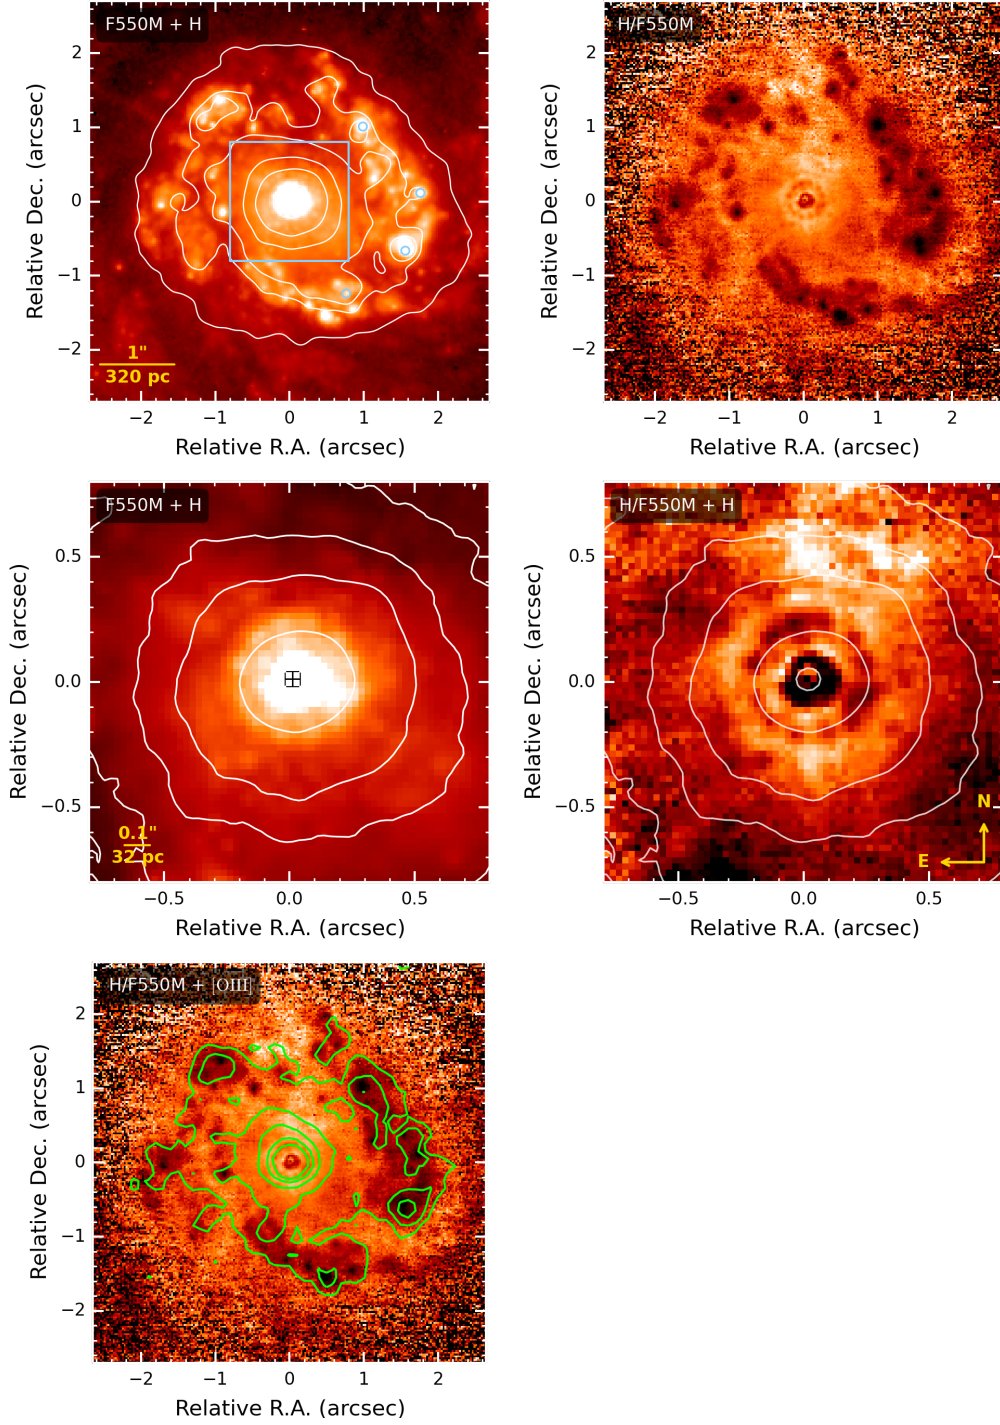 F550M + H
2
1
0
−1
−2
Relative Dec. (arcsec)
1"
320 pc
−2
−1
0
1
2
Relative R.A. (arcsec)
H/F550M
2
1
0
−1
−2
Relative Dec. (arcsec)
−2
−1
0
1
2
Relative R.A. (arcsec)
F550M + H
0.5
0.0
−0.5
Relative Dec. (arcsec)
0.1"
32 pc
−0.5
0.0
0.5
Relative R.A. (arcsec)
H/F550M + H
0.5
0.0
−0.5
Relative Dec. (arcsec)
N
E
−0.5
0.0
0.5
Relative R.A. (arcsec)
H/F550M + [OIII]
2
1
0
−1
−2
Relative Dec. (arcsec)
−2
−1
0
1
2
Relative R.A. (arcsec)